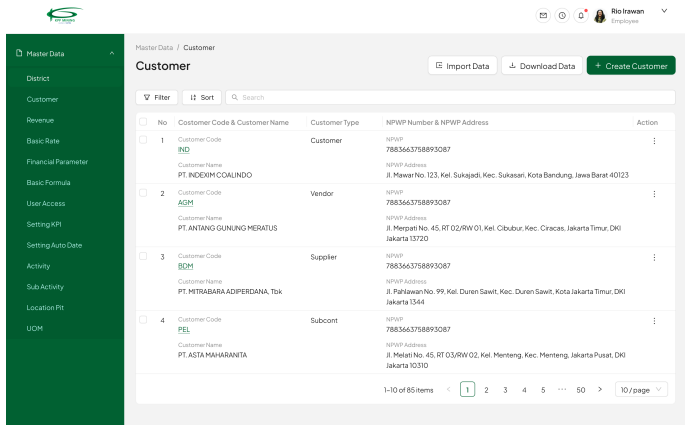 EPP MINING
Rio Irawan
Employee
Master Data
District
Customer
Revenue
Basic Rate
Financial Parameter
Basic Formula
User Access
Setting KPI
Setting Auto Date
Activity
Sub Activity
Location Pit
UOM
Master Data / Customer
Customer
Import Data
Download Data
+ Create Customer
Filter
Sort
Search
No Costomer Code & Customer Name Customer Type NPWP Number & NPWP Address Action
1 Customer Code Customer NPWP
IND 7883663758893087
Customer Name NPWP Address
PT. INDEXIM COALINDO Jl. Mawar No. 123, Kel. Sukajadi, Kec. Sukasari, Kota Bandung, Jawa Barat 40123
2 Customer Code Vendor NPWP
AGM 7883663758893087
Customer Name NPWP Address
PT. ANTANG GUNUNG MERATUS Jl. Merpati No. 45, RT 02/RW 01, Kel. Cibubur, Kec. Ciracas, Jakarta Timur, DKI
Jakarta 13720
3 Customer Code Supplier NPWP
BDM 7883663758893087
Customer Name NPWP Address
PT. MITRABARA ADIPERDANA, Tbk Jl. Pahlawan No. 99, Kel. Duren Sawit, Kec. Duren Sawit, Kota Jakarta Timur, DKI
Jakarta 1344
4 Customer Code Subcont NPWP
PEL 7883663758893087
Customer Name NPWP Address
PT. ASTA MAHARANITA Jl. Melati No. 45, RT 03/RW 02, Kel. Menteng, Kec. Menteng, Jakarta Pusat, DKI
Jakarta 10310
1-10 of 85 items < 1 2 3 4 5 ••• 50 > 10 / page